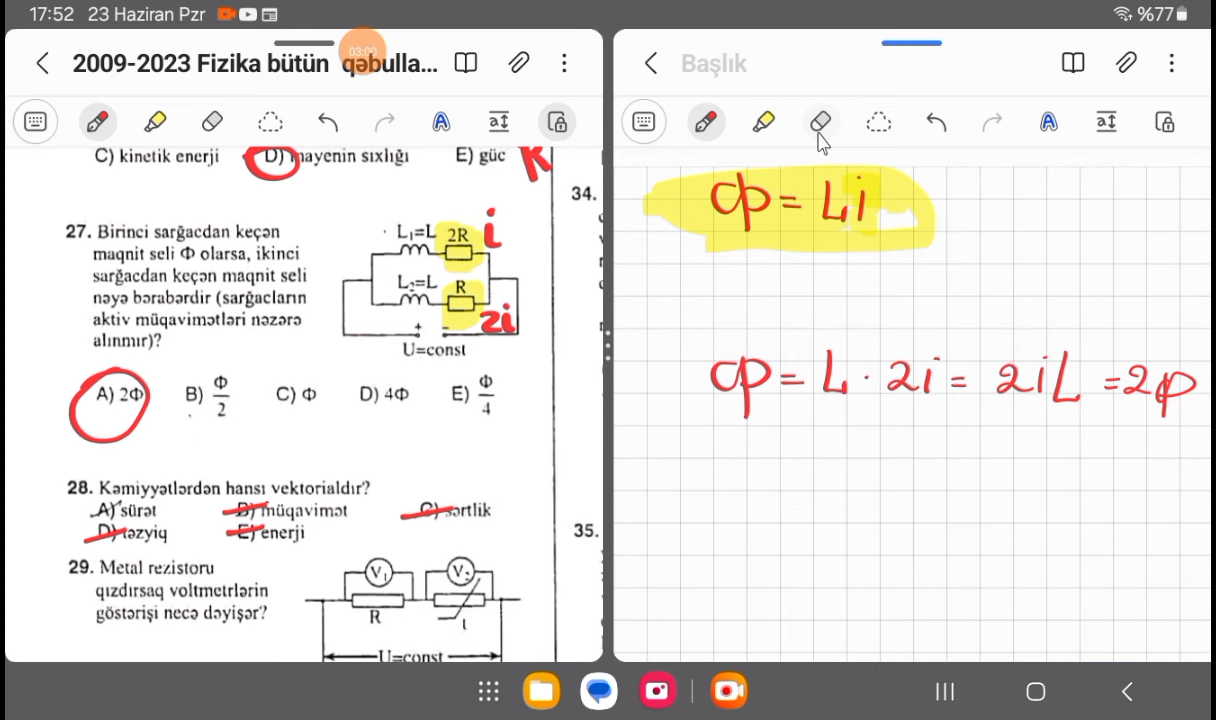 17:52 23 Haziran Pzr
%77
2009-2023 Fizika bütün qəbulla...
03:00
Başlık
C) kinetik enerji D) mayenin sıxlığı E) güc
R
34.
27. Birinci sarğacdan keçən
maqnit seli Φ olarsa, ikinci
sarğacdan keçən maqnit seli
nəyə bərabərdir (sarğacların
aktiv müqavimətləri nəzərə
alınmır)?
L₁=L 2R i
L₂=L R 2i
+ −
U=const
A) 2Φ B) Φ/2 C) Φ D) 4Φ E) Φ/4
28. Kəmiyyətlərdən hansı vektorialdır?
A) sürət B) müqavimət C) sərtlik
D) təzyiq E) enerji
35.
29. Metal rezistoru
qızdırsaq voltmetrlərin
göstərişi necə dəyişər?
V₁ V₂
R t
U=const
Φ = Li
Φ = L · 2i = 2iL = 2Φ